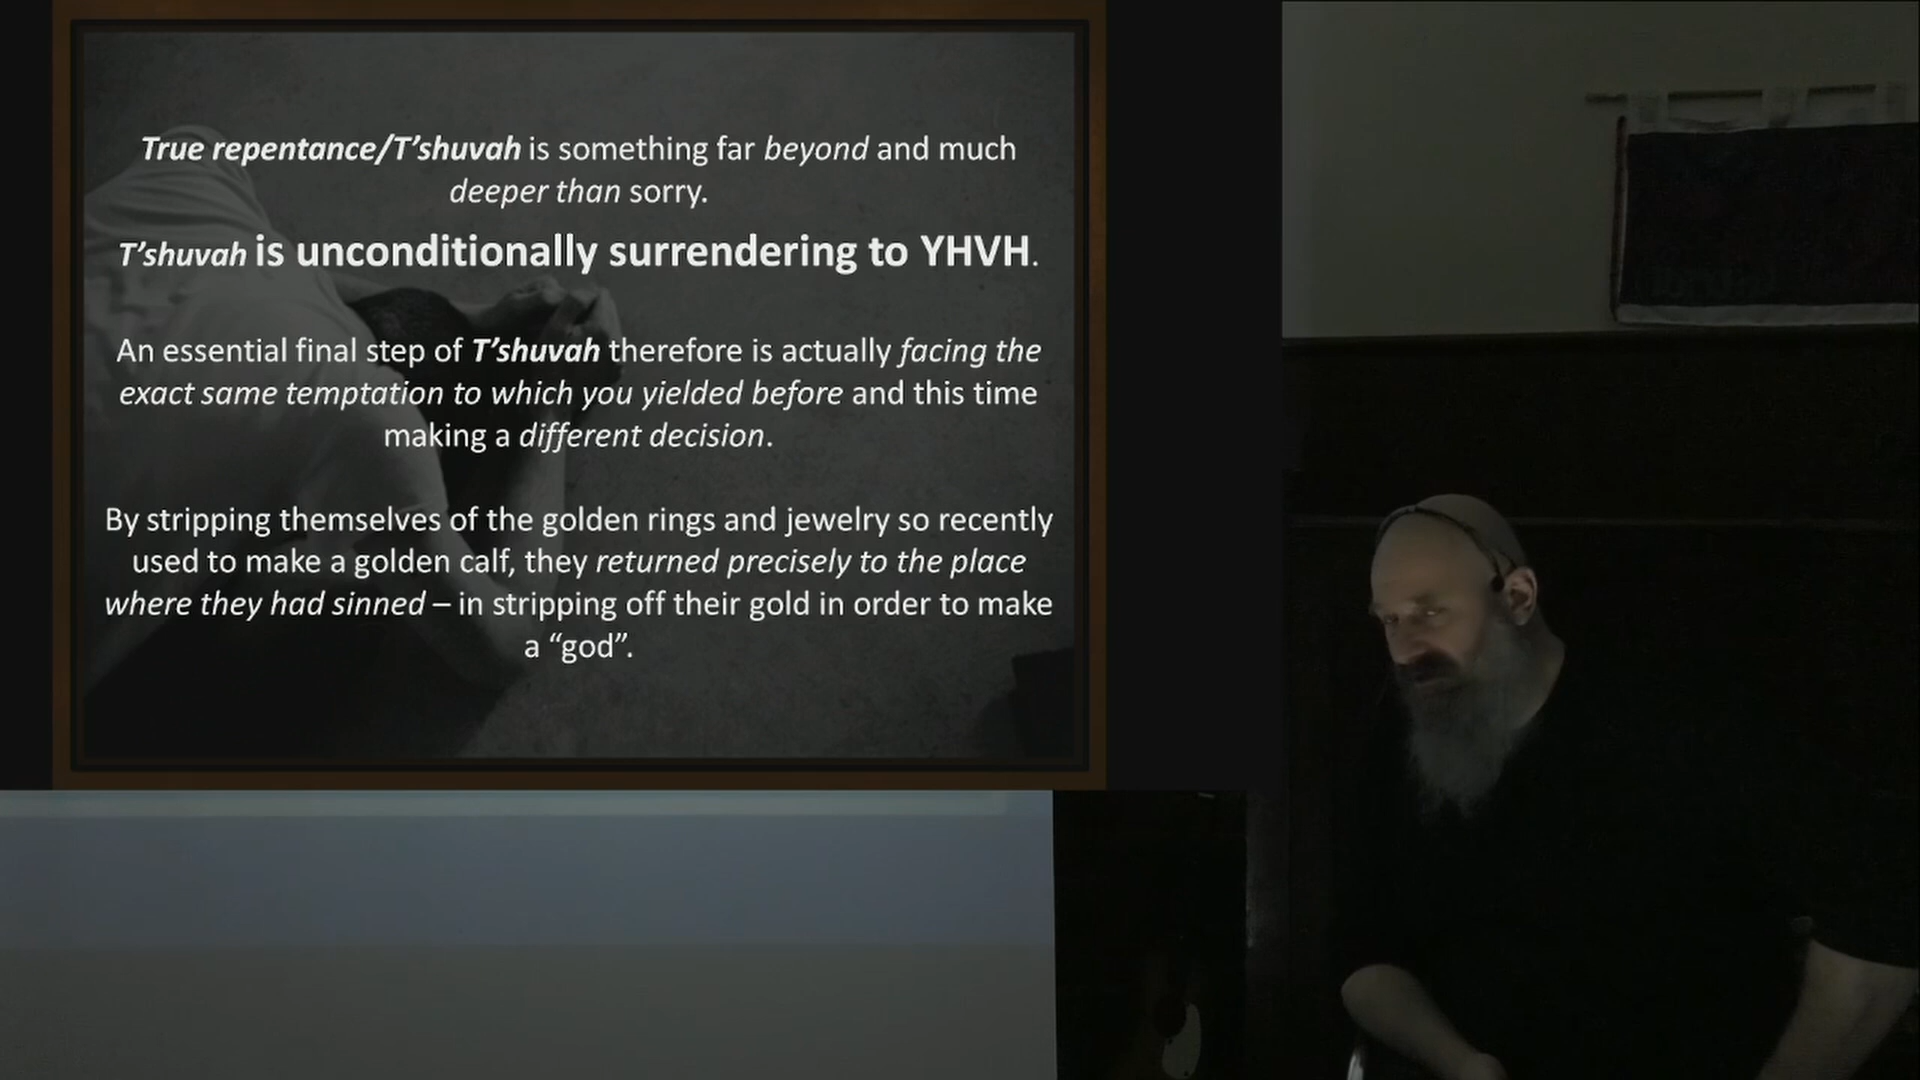 True repentance/T’shuvah is something far beyond and much
deeper than sorry.
T’shuvah is unconditionally surrendering to YHVH.
An essential final step of T’shuvah therefore is actually facing the
exact same temptation to which you yielded before and this time
making a different decision.
By stripping themselves of the golden rings and jewelry so recently
used to make a golden calf, they returned precisely to the place
where they had sinned – in stripping off their gold in order to make
a “god”.